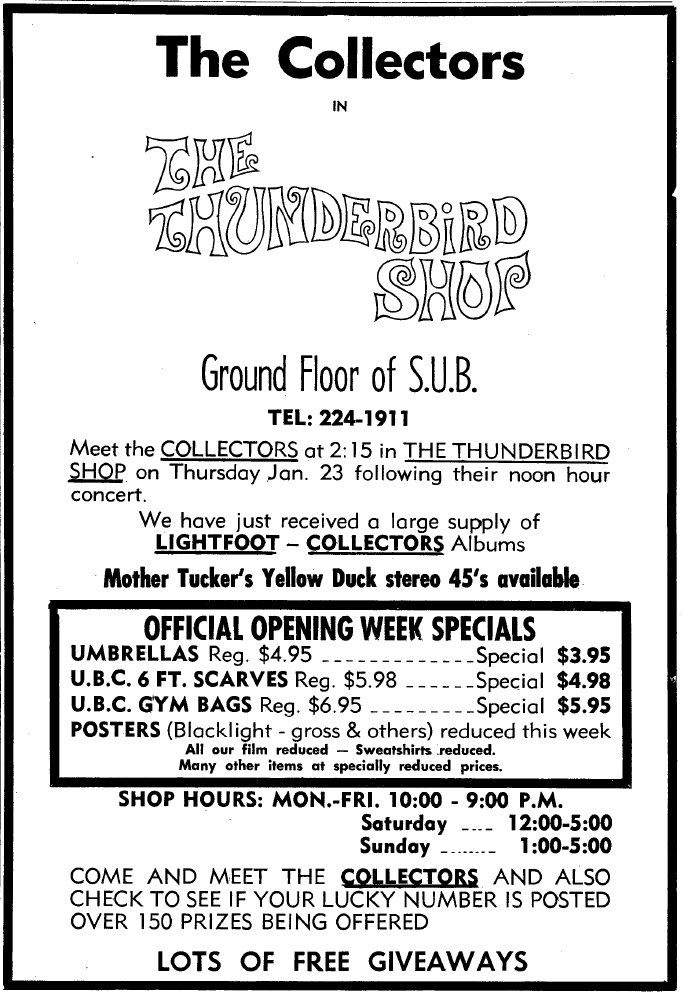 The Collectors
IN
THE
THUNDERBIRD
SHOP
Ground Floor of S.U.B.
TEL: 224-1911
Meet the COLLECTORS at 2:15 in THE THUNDERBIRD
SHOP on Thursday Jan. 23 following their noon hour
concert.
We have just received a large supply of
LIGHTFOOT – COLLECTORS Albums
Mother Tucker's Yellow Duck stereo 45's available
OFFICIAL OPENING WEEK SPECIALS
UMBRELLAS Reg. $4.95 _ _ _ _ _ _ _ _ _ _ _ _ _ Special $3.95
U.B.C. 6 FT. SCARVES Reg. $5.98 _ _ _ _ _ _ Special $4.98
U.B.C. GYM BAGS Reg. $6.95 _ _ _ _ _ _ _ _ _ Special $5.95
POSTERS (Blacklight - gross & others) reduced this week
All our film reduced — Sweatshirts reduced.
Many other items at specially reduced prices.
SHOP HOURS: MON.-FRI. 10:00 - 9:00 P.M.
Saturday _ _ _ _ 12:00-5:00
Sunday _ _ _ _ _ _ _ 1:00-5:00
COME AND MEET THE COLLECTORS AND ALSO
CHECK TO SEE IF YOUR LUCKY NUMBER IS POSTED
OVER 150 PRIZES BEING OFFERED
LOTS OF FREE GIVEAWAYS